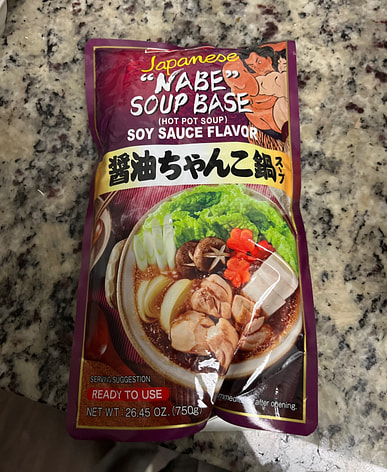 Japanese
"NABE"
SOUP BASE
(HOT POT SOUP)
SOY SAUCE FLAVOR
醤油ちゃんこ鍋スープ
SERVING SUGGESTION
READY TO USE
NET WT : 26.45 OZ. (750g)
after opening.